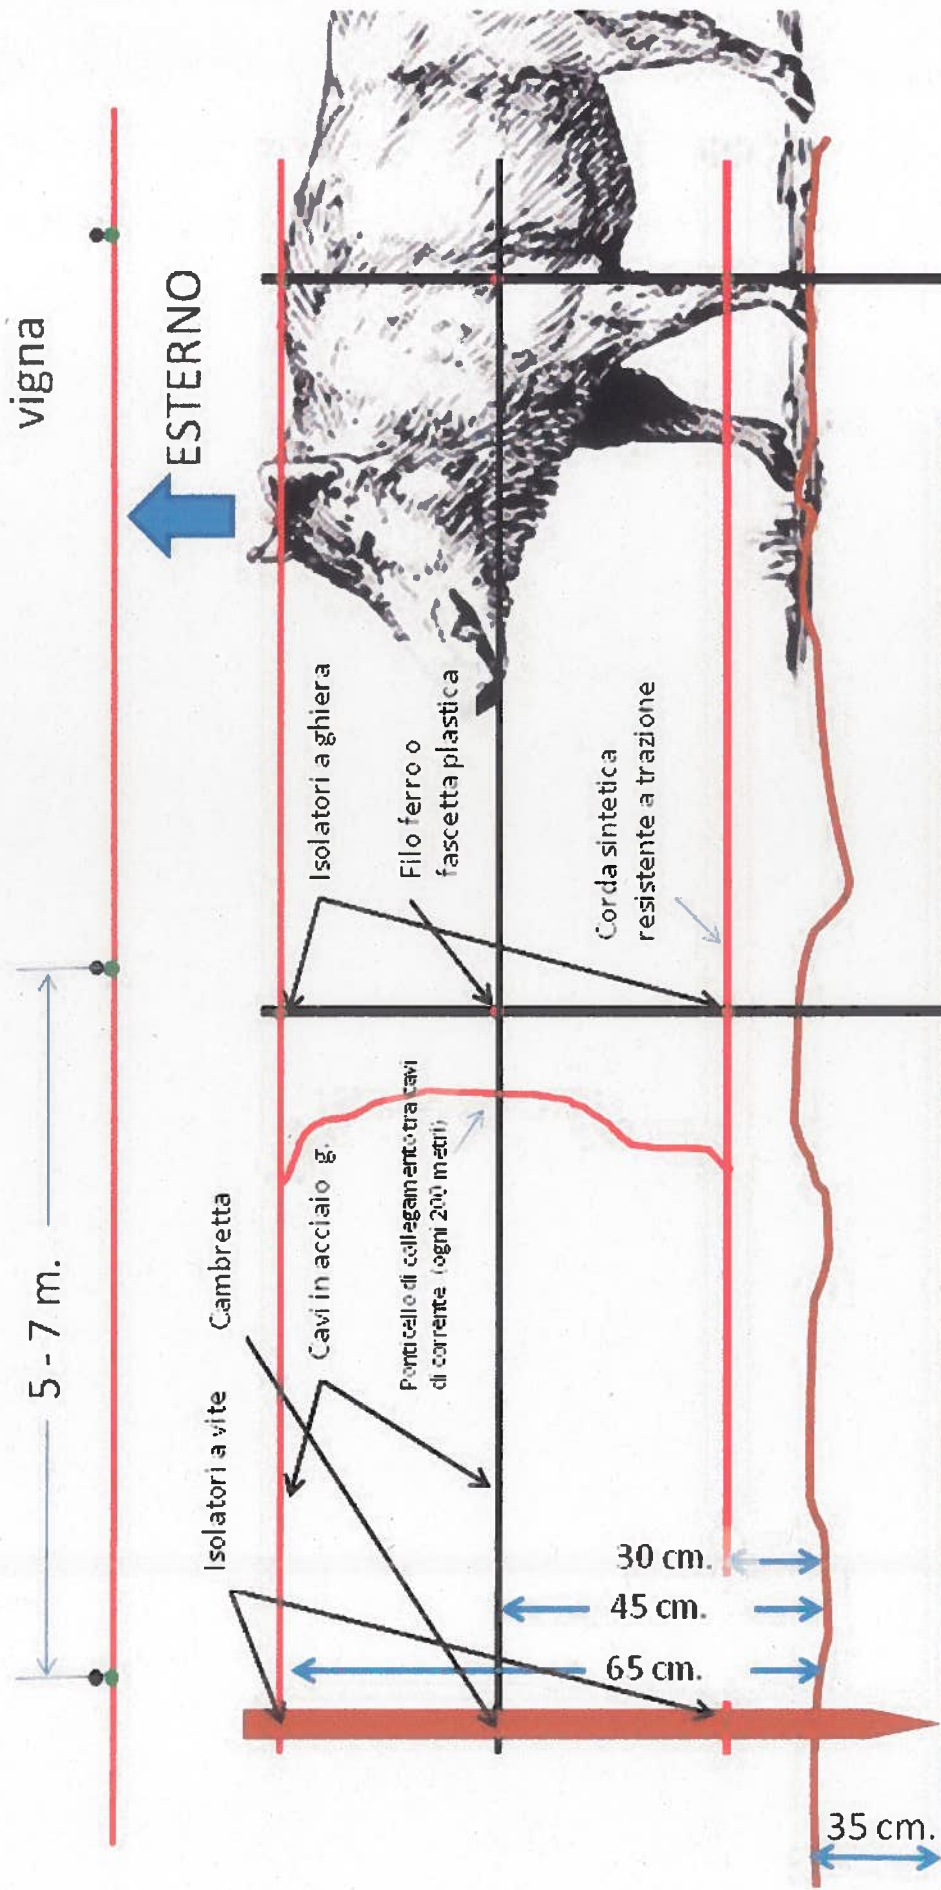 vigna
5 - 7 m.
ESTERNO
Isolatori a vite
Cambretta
Cavi in acciaio g.
Ponticello di collegamento tra cavi
di corrente (ogni 200 metri)
Isolatori a ghiera
Filo ferro o
fascetta plastica
Corda sintetica
resistente a trazione
30 cm.
45 cm.
65 cm.
35 cm.